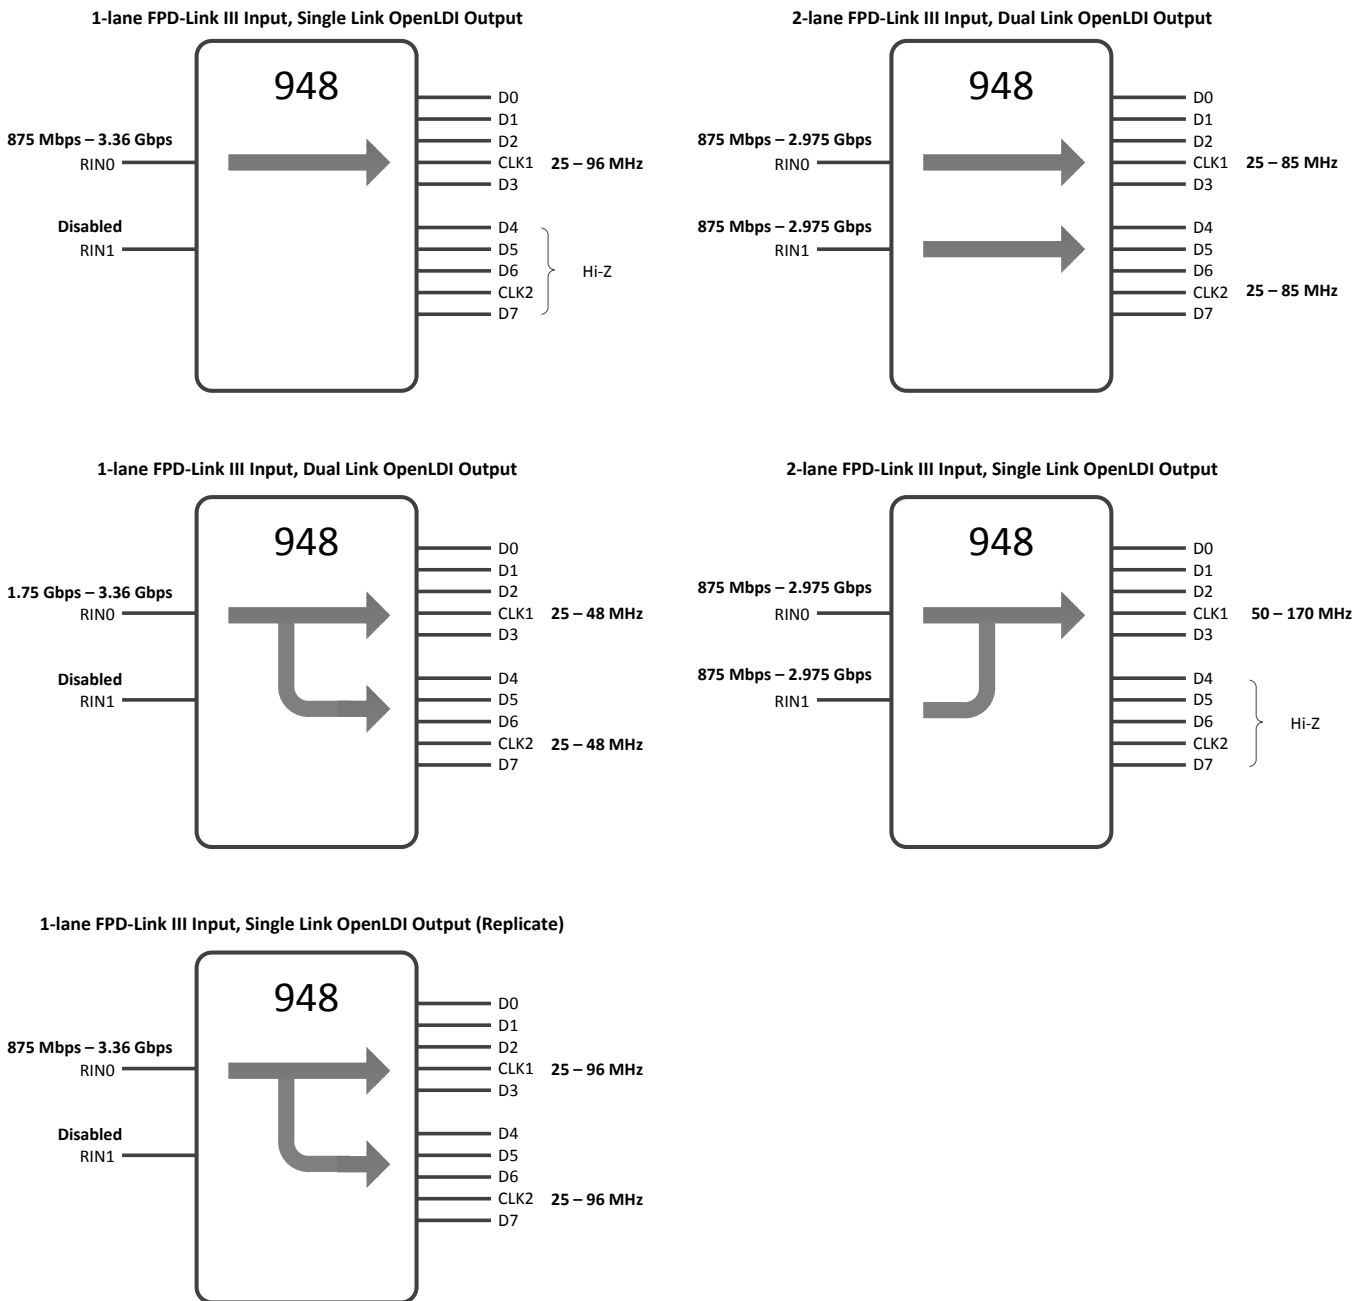 1-lane FPD-Link III Input, Single Link OpenLDI Output
948
875 Mbps – 3.36 Gbps
RIN0
Disabled
RIN1
D0
D1
D2
CLK1 25 – 96 MHz
D3
D4
D5
D6
CLK2
D7
Hi-Z
2-lane FPD-Link III Input, Dual Link OpenLDI Output
948
875 Mbps – 2.975 Gbps
RIN0
875 Mbps – 2.975 Gbps
RIN1
D0
D1
D2
CLK1 25 – 85 MHz
D3
D4
D5
D6
CLK2 25 – 85 MHz
D7
1-lane FPD-Link III Input, Dual Link OpenLDI Output
948
1.75 Gbps – 3.36 Gbps
RIN0
Disabled
RIN1
D0
D1
D2
CLK1 25 – 48 MHz
D3
D4
D5
D6
CLK2 25 – 48 MHz
D7
2-lane FPD-Link III Input, Single Link OpenLDI Output
948
875 Mbps – 2.975 Gbps
RIN0
875 Mbps – 2.975 Gbps
RIN1
D0
D1
D2
CLK1 50 – 170 MHz
D3
D4
D5
D6
CLK2
D7
Hi-Z
1-lane FPD-Link III Input, Single Link OpenLDI Output (Replicate)
948
875 Mbps – 3.36 Gbps
RIN0
Disabled
RIN1
D0
D1
D2
CLK1 25 – 96 MHz
D3
D4
D5
D6
CLK2 25 – 96 MHz
D7